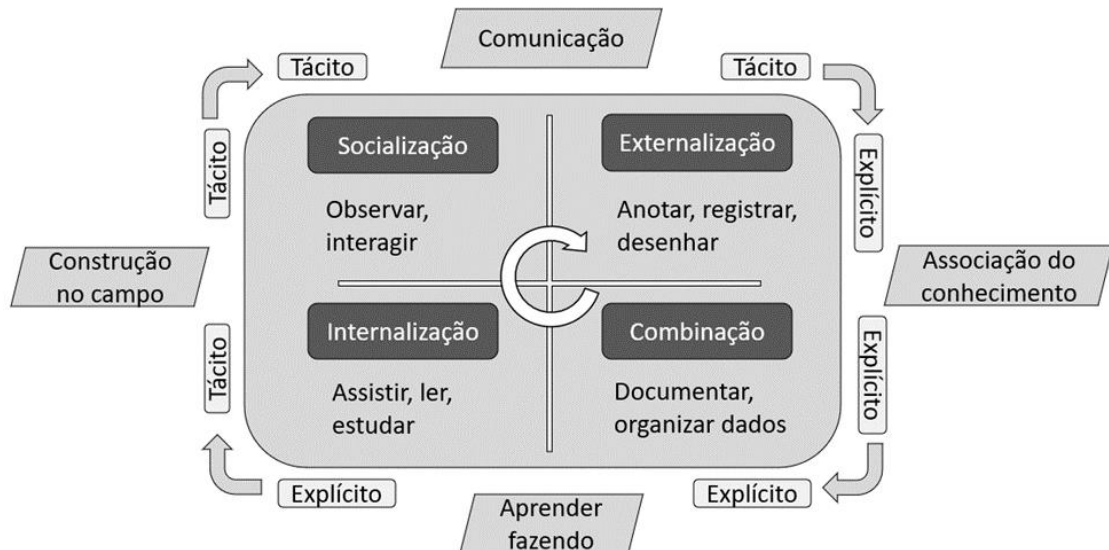 Comunicação
Tácito
Tácito
Tácito
Explícito
Socialização
Externalização
Observar,
interagir
Anotar, registrar,
desenhar
Construção
no campo
Associação do
conhecimento
Internalização
Combinação
Tácito
Explícito
Assistir, ler,
estudar
Documentar,
organizar dados
Explícito
Explícito
Aprender
fazendo